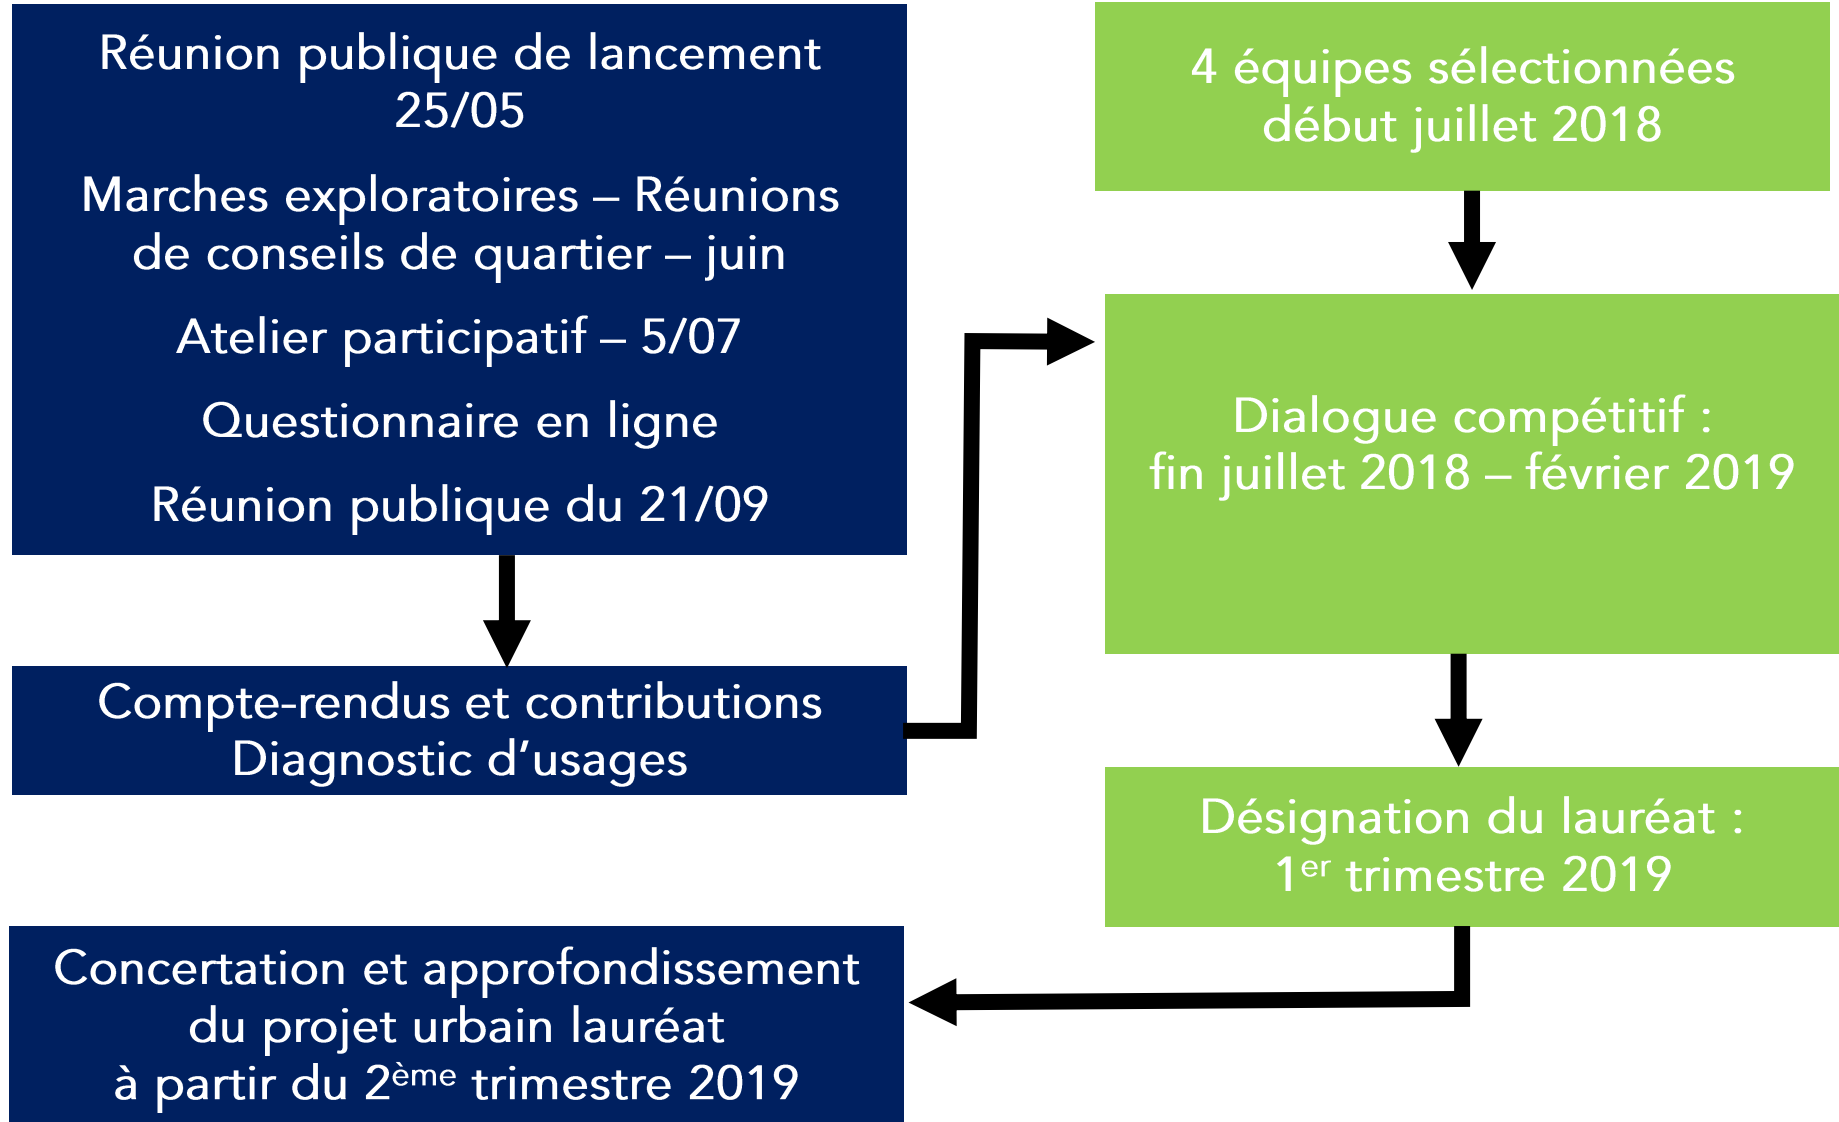 Réunion publique de lancement
25/05
Marches exploratoires – Réunions
de conseils de quartier – juin
Atelier participatif – 5/07
Questionnaire en ligne
Réunion publique du 21/09
Compte-rendus et contributions
Diagnostic d’usages
4 équipes sélectionnées
début juillet 2018
Dialogue compétitif :
fin juillet 2018 – février 2019
Désignation du lauréat :
1er trimestre 2019
Concertation et approfondissement
du projet urbain lauréat
à partir du 2ème trimestre 2019